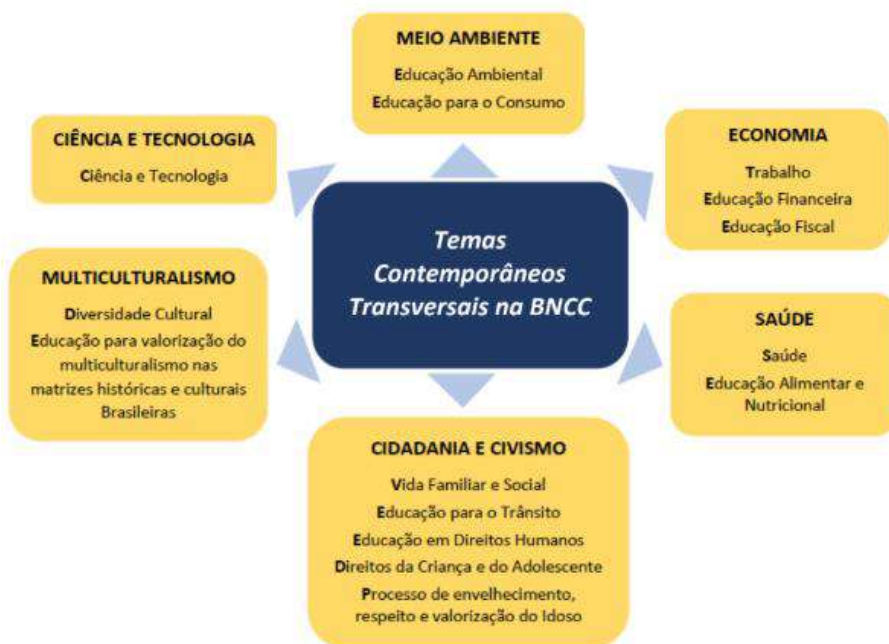 MEIO AMBIENTE
Educação Ambiental
Educação para o Consumo
CIÊNCIA E TECNOLOGIA
Ciência e Tecnologia
ECONOMIA
Trabalho
Educação Financeira
Educação Fiscal
Temas
Contemporâneos
Transversais na BNCC
MULTICULTURALISMO
Diversidade Cultural
Educação para valorização do
multiculturalismo nas
matrizes históricas e culturais
Brasileiras
SAÚDE
Saúde
Educação Alimentar e
Nutricional
CIDADANIA E CIVISMO
Vida Familiar e Social
Educação para o Trânsito
Educação em Direitos Humanos
Direitos da Criança e do Adolescente
Processo de envelhecimento,
respeito e valorização do Idoso